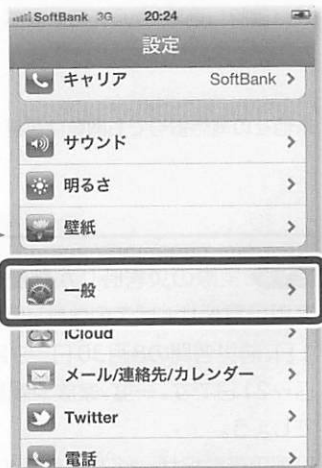 SoftBank 3G 20:24
設定
キャリア SoftBank
サウンド
明るさ
壁紙
一般
iCloud
メール/連絡先/カレンダー
Twitter
電話